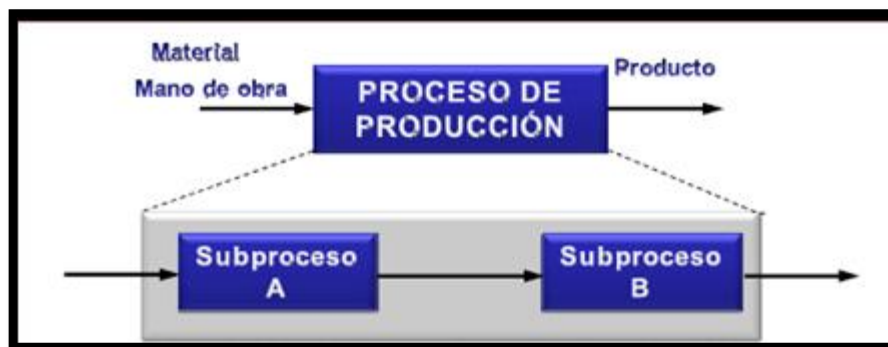 Material
Mano de obra
PROCESO DE
PRODUCCIÓN
Producto
Subproceso
A
Subproceso
B